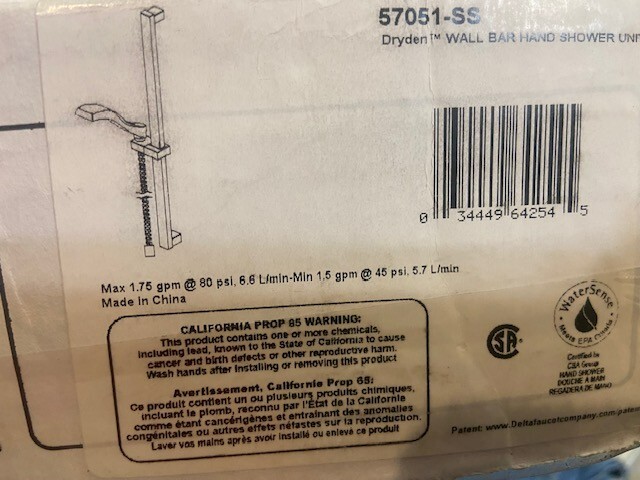 57051-SS
Dryden™ WALL BAR HAND SHOWER UNI
0 34449 64254 5
Max 1.75 gpm @ 80 psi, 6.6 L/min-Min 1.5 gpm @ 45 psi, 5.7 L/min
Made in China
CALIFORNIA PROP 65 WARNING:
This product contains one or more chemicals,
including lead, known to the State of California to cause
cancer and birth defects or other reproductive harm.
Wash hands after installing or removing this product
Avertissement, Californie Prop 65:
Ce produit contient un ou plusieurs produits chimiques,
incluant le plomb, reconnu par l'État de la Californie
comme étant cancérigènes et entraînant des anomalies
congénitales ou autres effets néfastes sur la reproduction.
Laver vos mains après avoir installé ou enlevé ce produit
SA
WaterSense
Meets EPA Criteria
Certified by
CSA Group
HAND SHOWER
DOUCHE A MAIN
REGADERA DE MANO
Patent: www.Deltafaucetcompany.com/paten